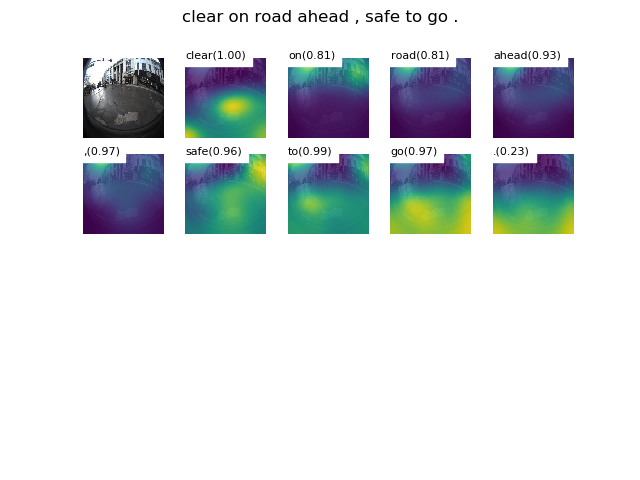 clear on road ahead , safe to go .
clear(1.00) on(0.81) road(0.81) ahead(0.93)
,(0.97) safe(0.96) to(0.99) go(0.97) .(0.23)